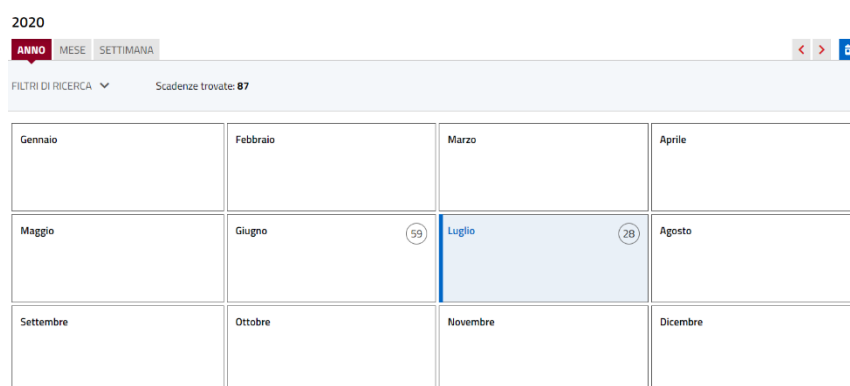 2020
ANNO MESE SETTIMANA
FILTRI DI RICERCA Scadenze trovate: 87
Gennaio Febbraio Marzo Aprile
Maggio Giugno 59 Luglio 28 Agosto
Settembre Ottobre Novembre Dicembre